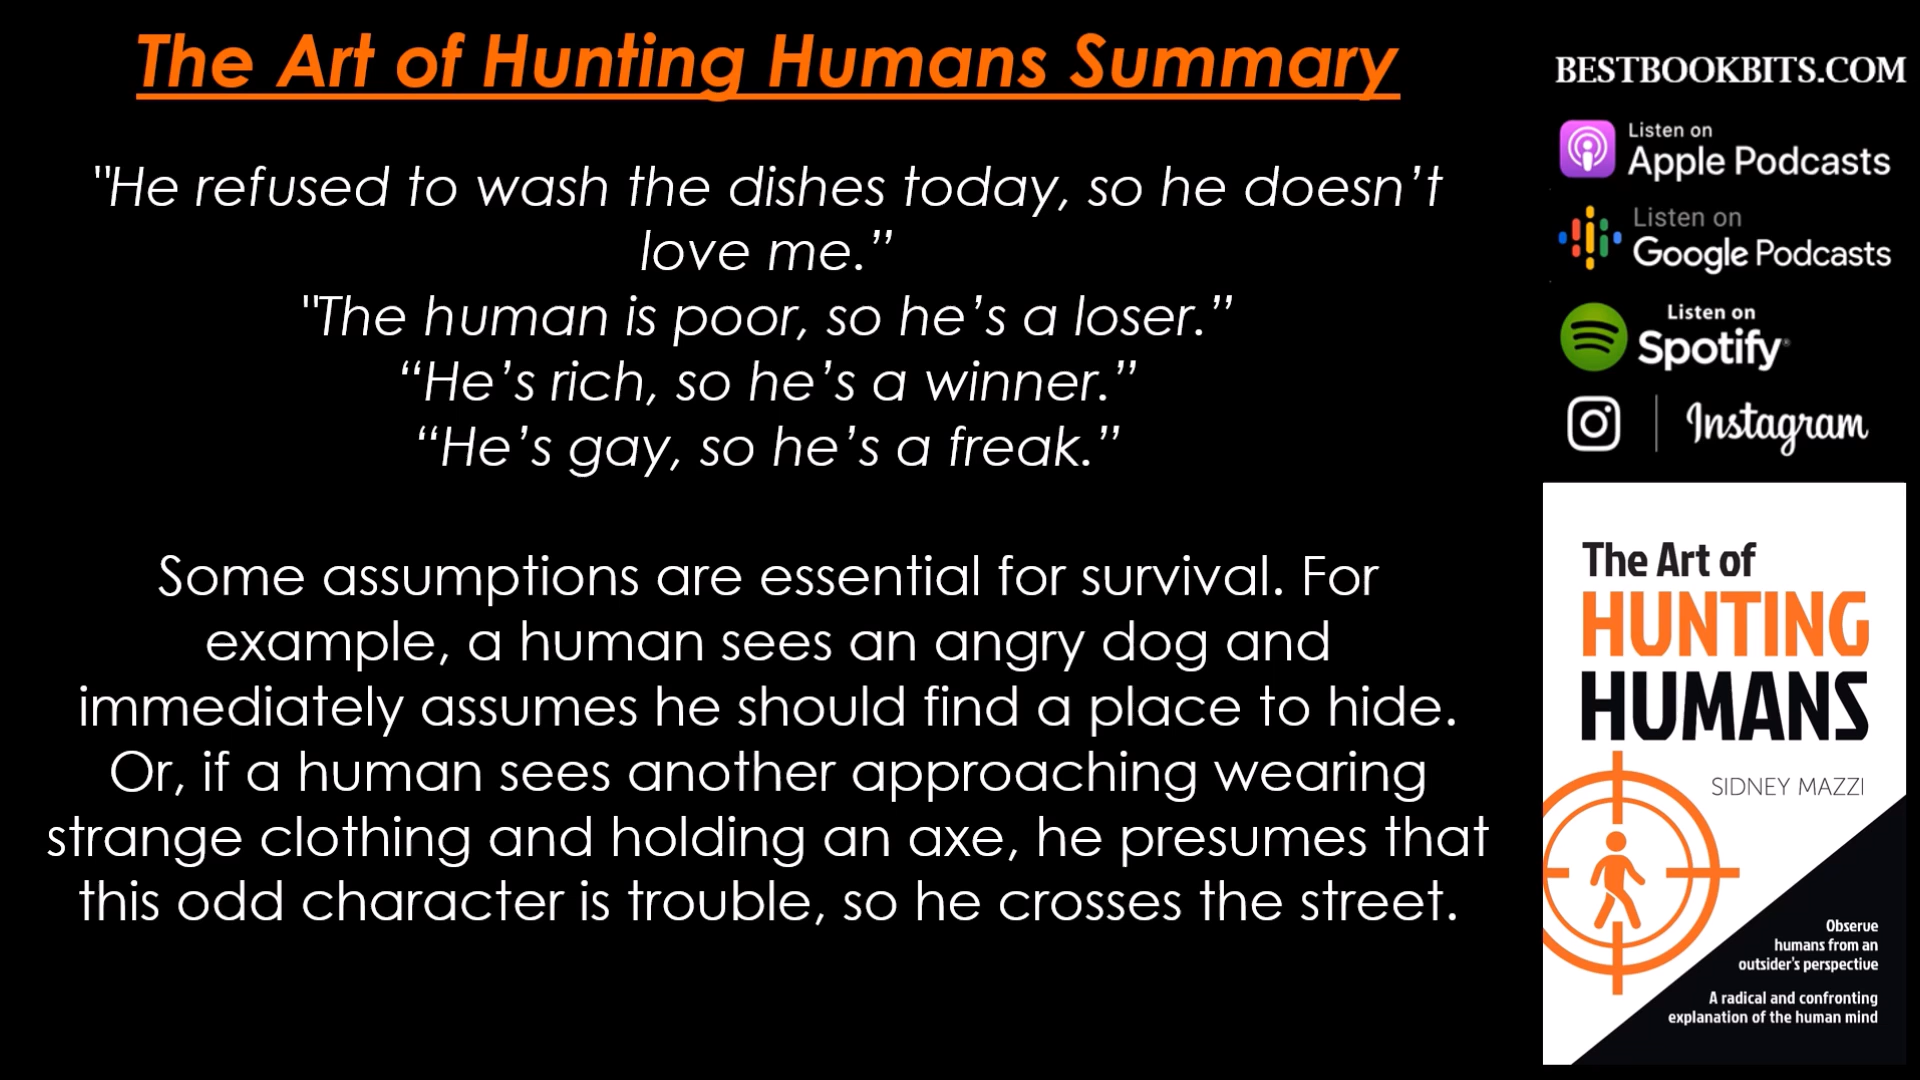 The Art of Hunting Humans Summary
"He refused to wash the dishes today, so he doesn’t
love me.”
"The human is poor, so he’s a loser.”
“He’s rich, so he’s a winner.”
“He’s gay, so he’s a freak.”
Some assumptions are essential for survival. For
example, a human sees an angry dog and
immediately assumes he should find a place to hide.
Or, if a human sees another approaching wearing
strange clothing and holding an axe, he presumes that
this odd character is trouble, so he crosses the street.
BESTBOOKBITS.COM
Listen on
Apple Podcasts
Listen on
Google Podcasts
Listen on
Spotify
Instagram
The Art of
HUNTING
HUMANS
SIDNEY MAZZI
Observe
humans from an
outsider's perspective
A radical and confronting
explanation of the human mind